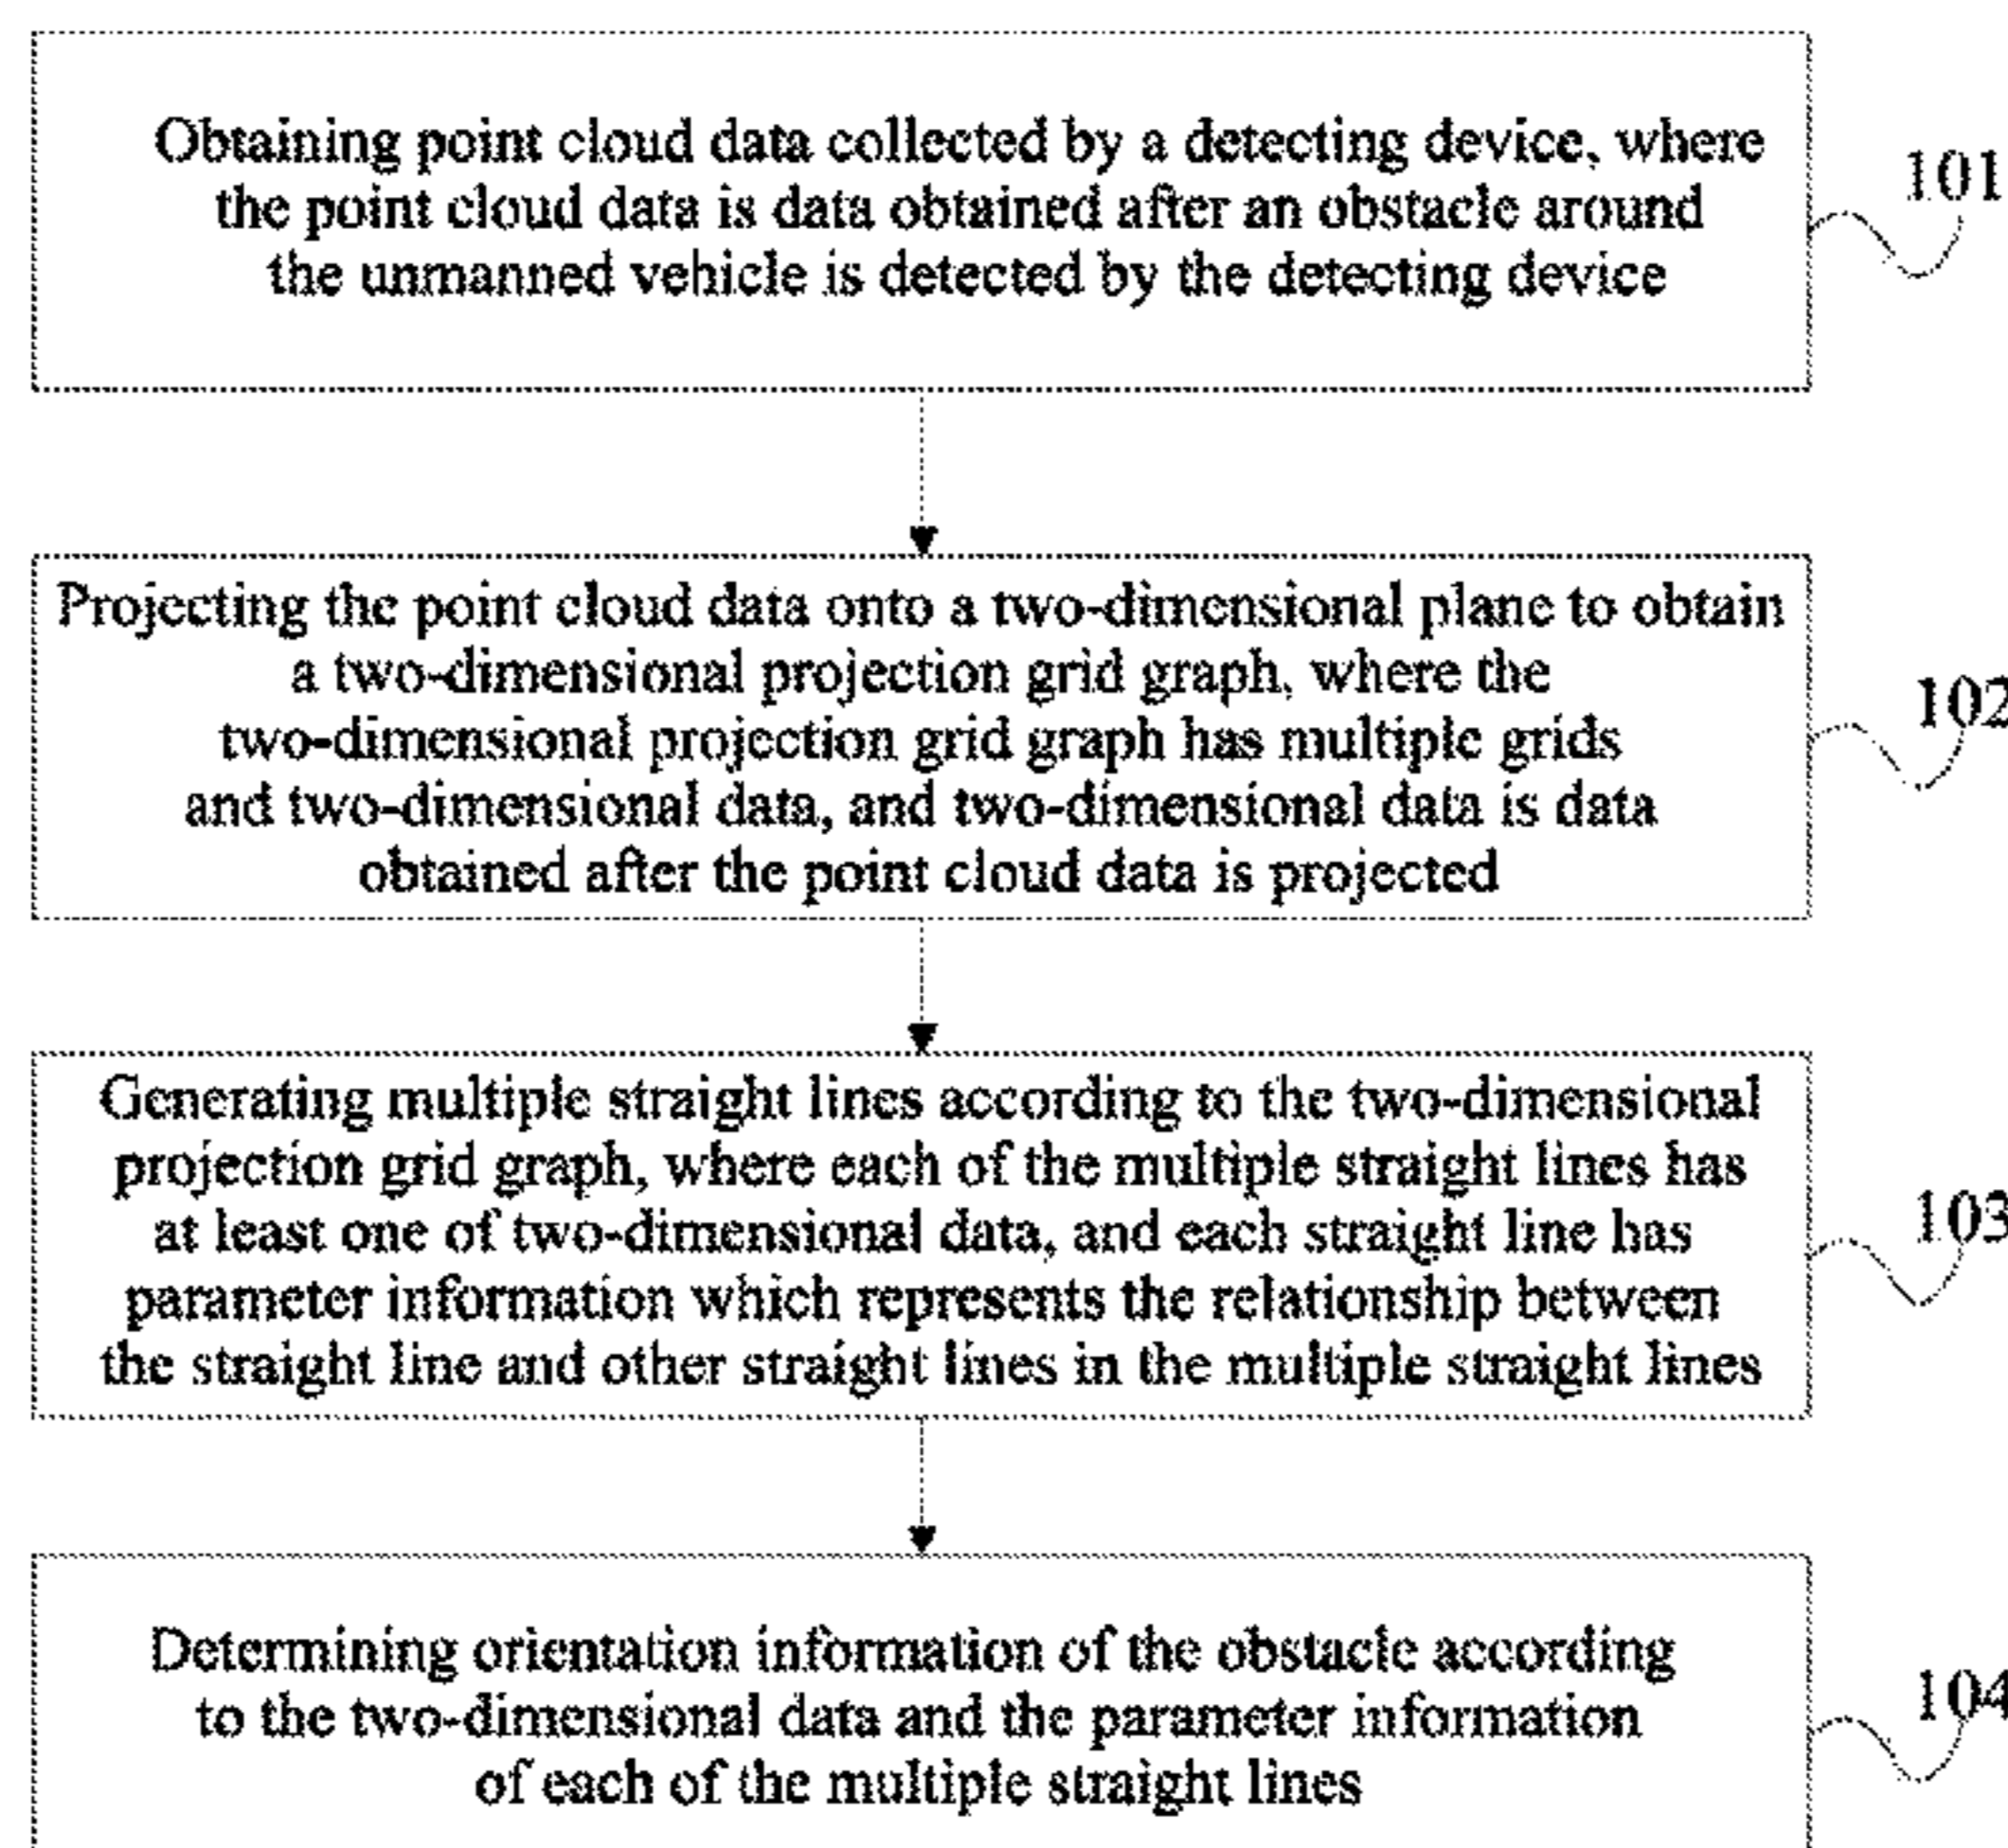 Obtaining point cloud data collected by a detecting device, where
the point cloud data is data obtained after an obstacle around
the unmanned vehicle is detected by the detecting device
101
Projecting the point cloud data onto a two-dimensional plane to obtain
a two-dimensional projection grid graph, where the
two-dimensional projection grid graph has multiple grids
and two-dimensional data, and two-dimensional data is data
obtained after the point cloud data is projected
102
Generating multiple straight lines according to the two-dimensional
projection grid graph, where each of the multiple straight lines has
at least one of two-dimensional data, and each straight line has
parameter information which represents the relationship between
the straight line and other straight lines in the multiple straight lines
103
Determining orientation information of the obstacle according
to the two-dimensional data and the parameter information
of each of the multiple straight lines
104